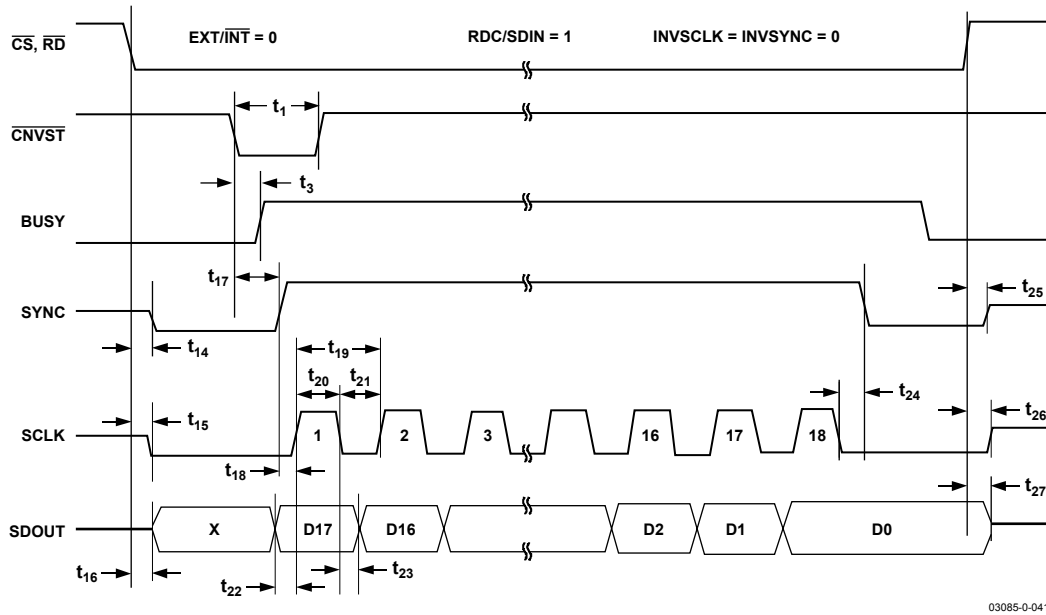 EXT/INT = 0 RDC/SDIN = 1 INVSCLK = INVSYNC = 0
CS, RD
t1
CNVST
t3
BUSY
t17
SYNC
t25
t14
t19
t20 t21
t24
t15
t26
SCLK
1 2 3 16 17 18
t18
t27
SDOUT
X D17 D16 D2 D1 D0
t16
t22
t23
03085-0-041